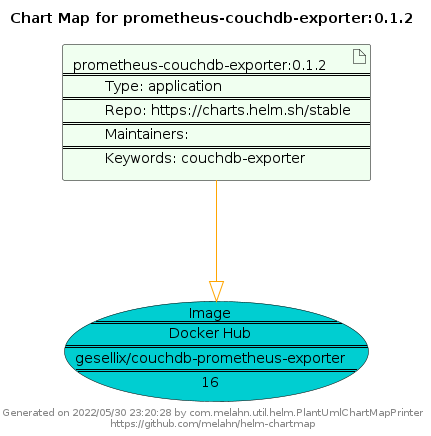 Chart Map for prometheus-couchdb-exporter:0.1.2
prometheus-couchdb-exporter:0.1.2
Type: application
Repo: https://charts.helm.sh/stable
Maintainers:
Keywords: couchdb-exporter
Image
Docker Hub
gesellix/couchdb-prometheus-exporter
16
Generated on 2022/05/30 23:20:28 by com.melahn.util.helm.PlantUmlChartMapPrinter
https://github.com/melahn/helm-chartmap